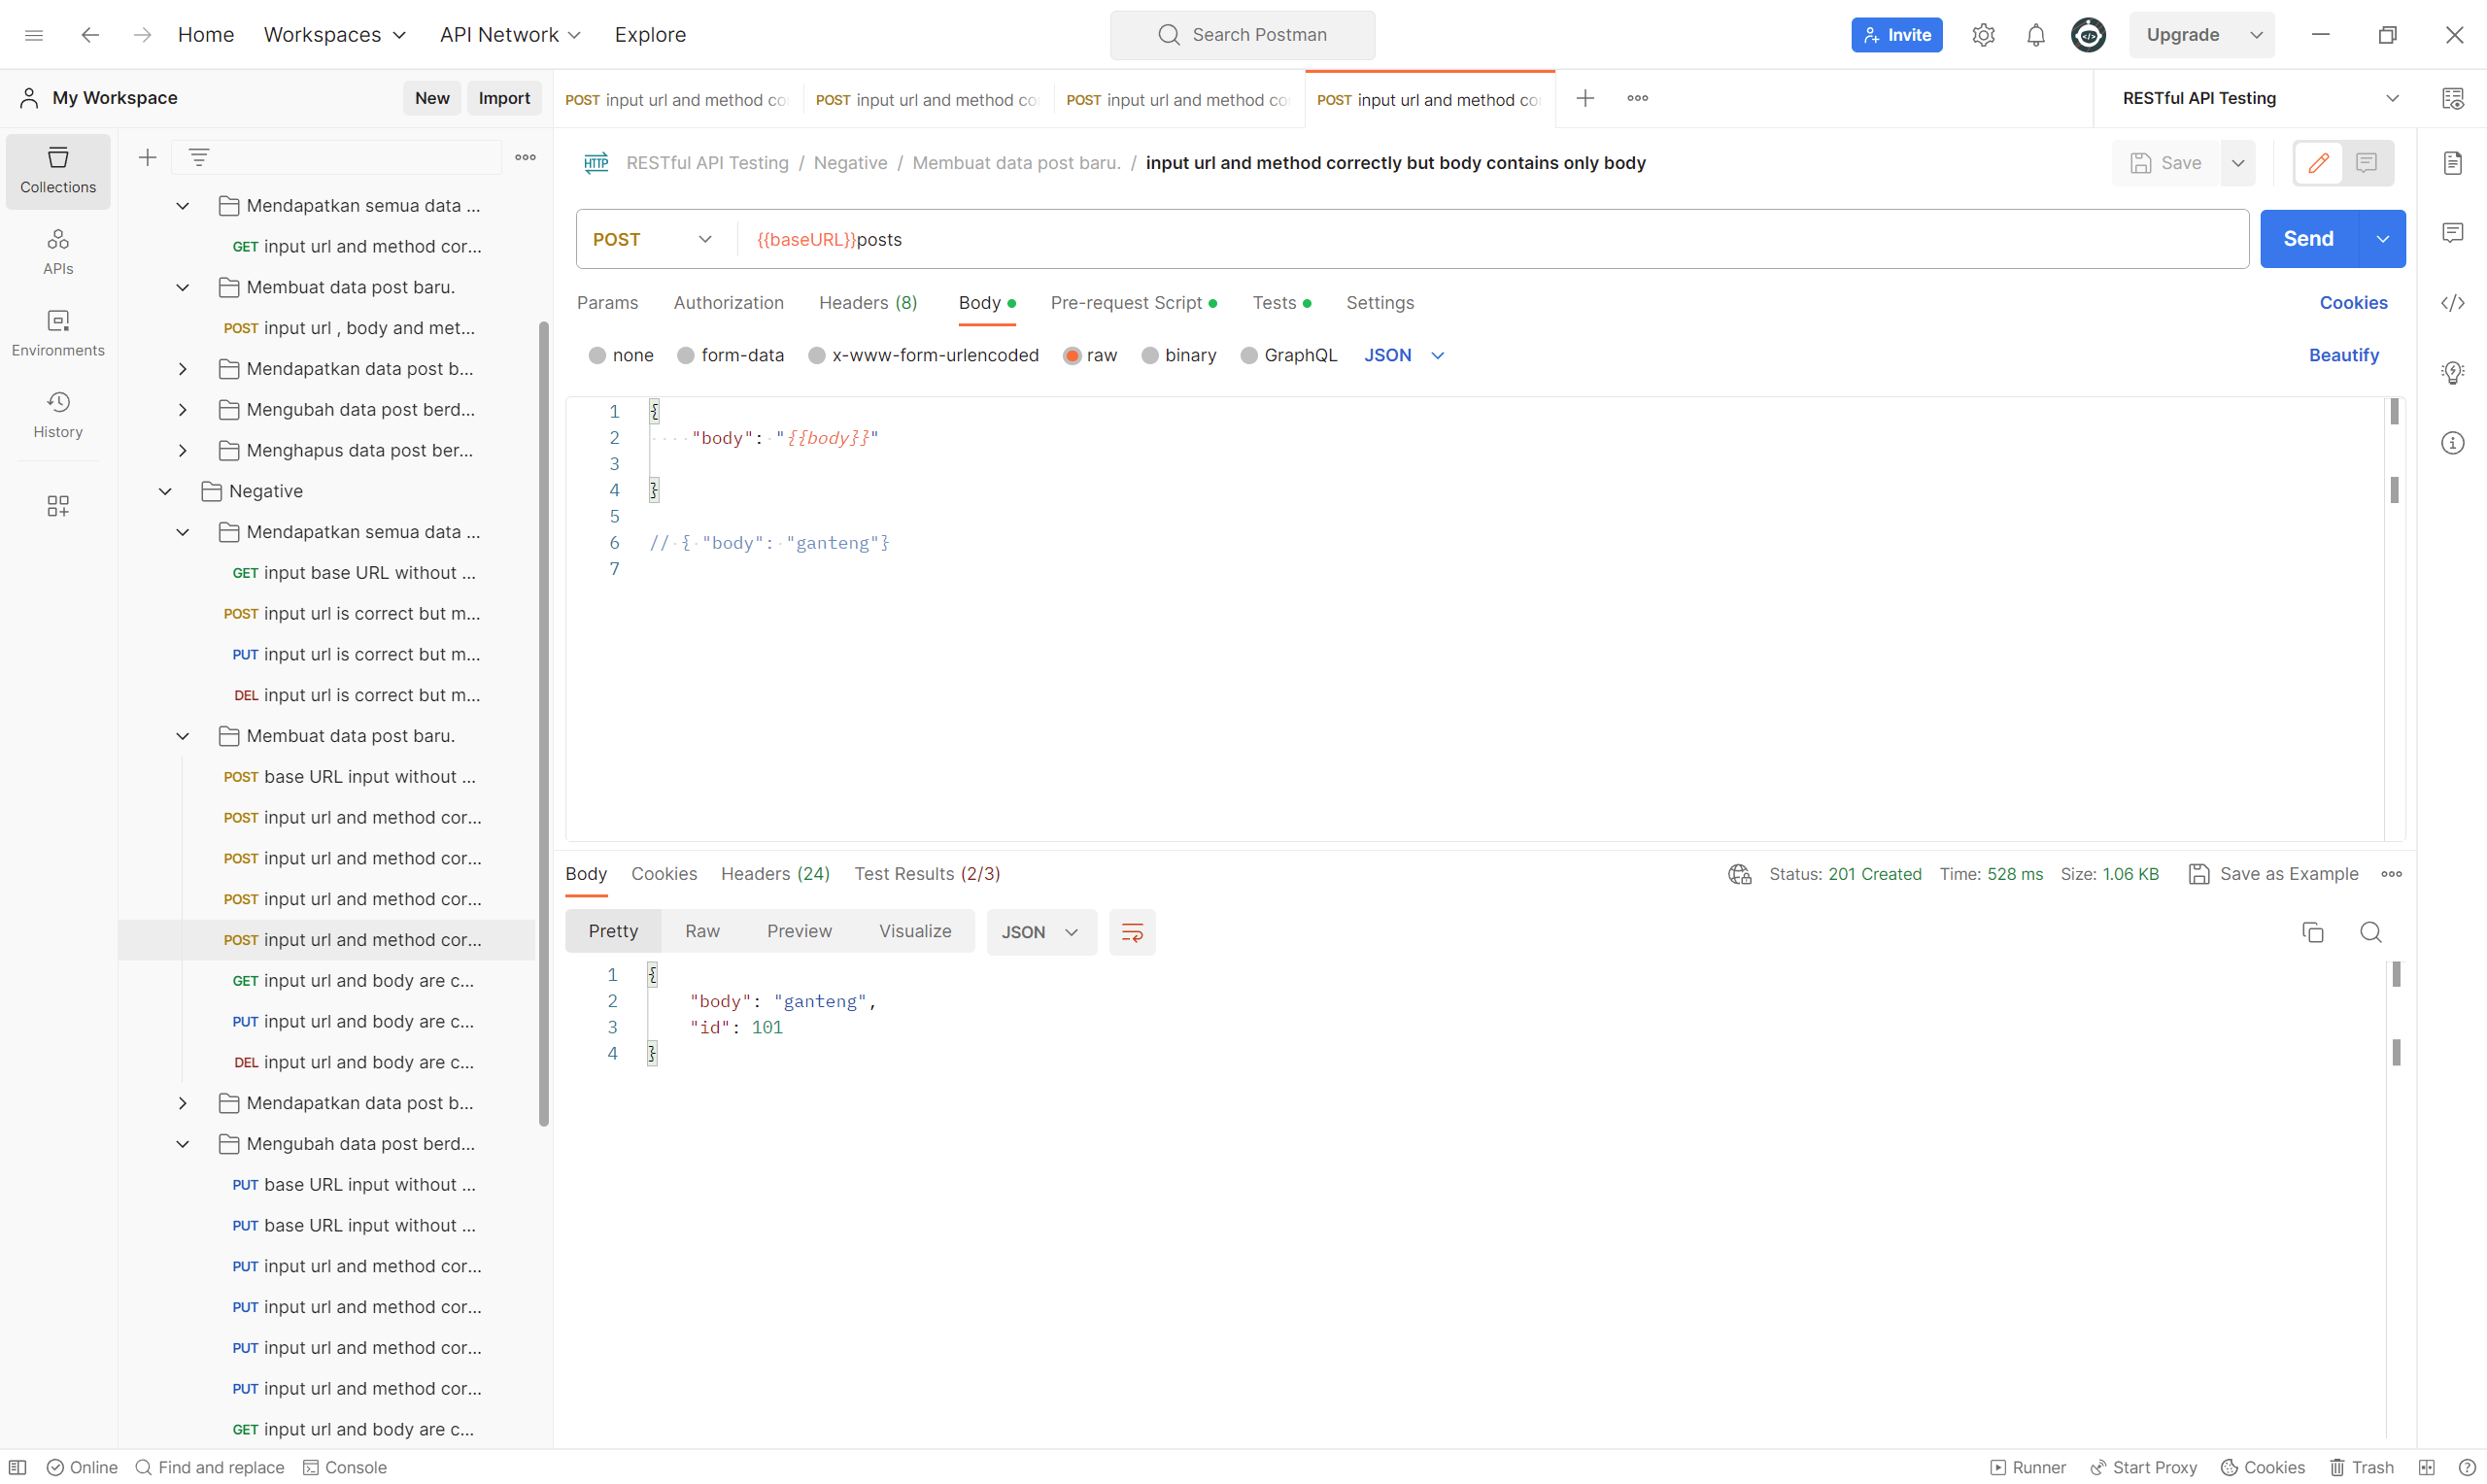 Home Workspaces API Network Explore Search Postman Invite Upgrade
My Workspace New Import
POST input url and method co POST input url and method co POST input url and method co POST input url and method co RESTful API Testing
Collections
APIs
Environments
History
Mendapatkan semua data ...
GET input url and method cor...
Membuat data post baru.
POST input url , body and met...
Mendapatkan data post b...
Mengubah data post berd...
Menghapus data post ber...
Negative
Mendapatkan semua data ...
GET input base URL without ...
POST input url is correct but m...
PUT input url is correct but m...
DEL input url is correct but m...
Membuat data post baru.
POST base URL input without ...
POST input url and method cor...
POST input url and method cor...
POST input url and method cor...
POST input url and method cor...
GET input url and body are c...
PUT input url and body are c...
DEL input url and body are c...
Mendapatkan data post b...
Mengubah data post berd...
PUT base URL input without ...
PUT base URL input without ...
PUT input url and method cor...
PUT input url and method cor...
PUT input url and method cor...
PUT input url and method cor...
GET input url and body are c...
HTTP RESTful API Testing / Negative / Membuat data post baru. / input url and method correctly but body contains only body Save
POST {{baseURL}}posts Send
Params Authorization Headers (8) Body Pre-request Script Tests Settings Cookies
none form-data x-www-form-urlencoded raw binary GraphQL JSON Beautify
1 {
2 "body": "{{body}}"
3
4 }
5
6 // { "body": "ganteng"}
7
Body Cookies Headers (24) Test Results (2/3) Status: 201 Created Time: 528 ms Size: 1.06 KB Save as Example
Pretty Raw Preview Visualize JSON
1 {
2 "body": "ganteng",
3 "id": 101
4 }
Online Find and replace Console Runner Start Proxy Cookies Trash